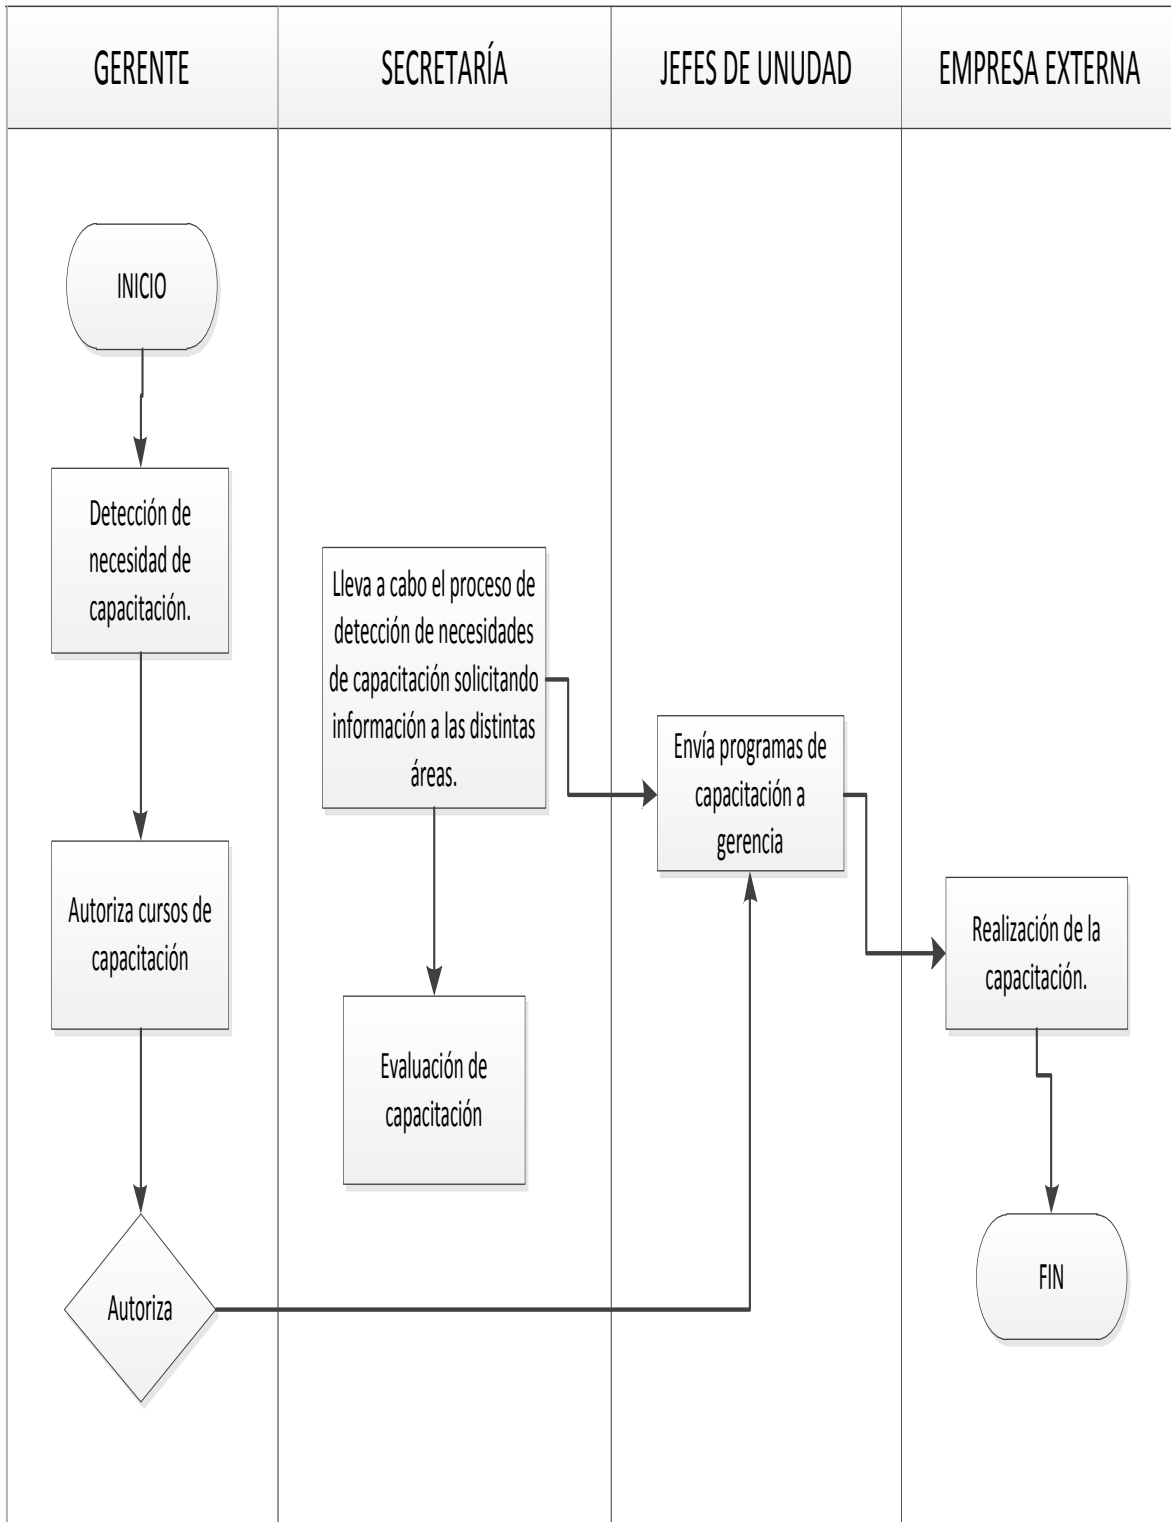 GERENTE
SECRETARÍA
JEFES DE UNUDAD
EMPRESA EXTERNA
INICIO
Detección de
necesidad de
capacitación.
Autoriza cursos de
capacitación
Autoriza
Lleva a cabo el proceso de
detección de necesidades
de capacitación solicitando
información a las distintas
áreas.
Evaluación de
capacitación
Envía programas de
capacitación a
gerencia
Realización de la
capacitación.
FIN